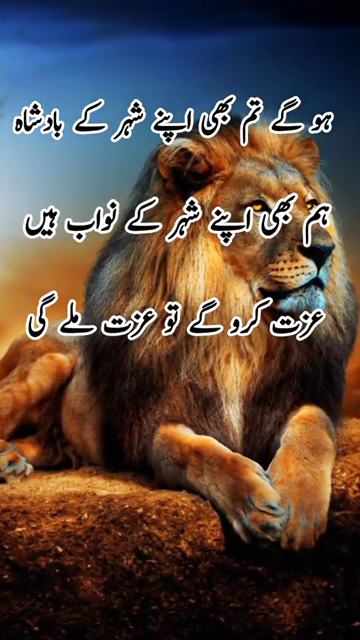 ہو گے تم بھی اپنے شہر کے بادشاہ
ہم بھی اپنے شہر کے نواب ہیں
عزت کرو گے تو عزت ملے گی